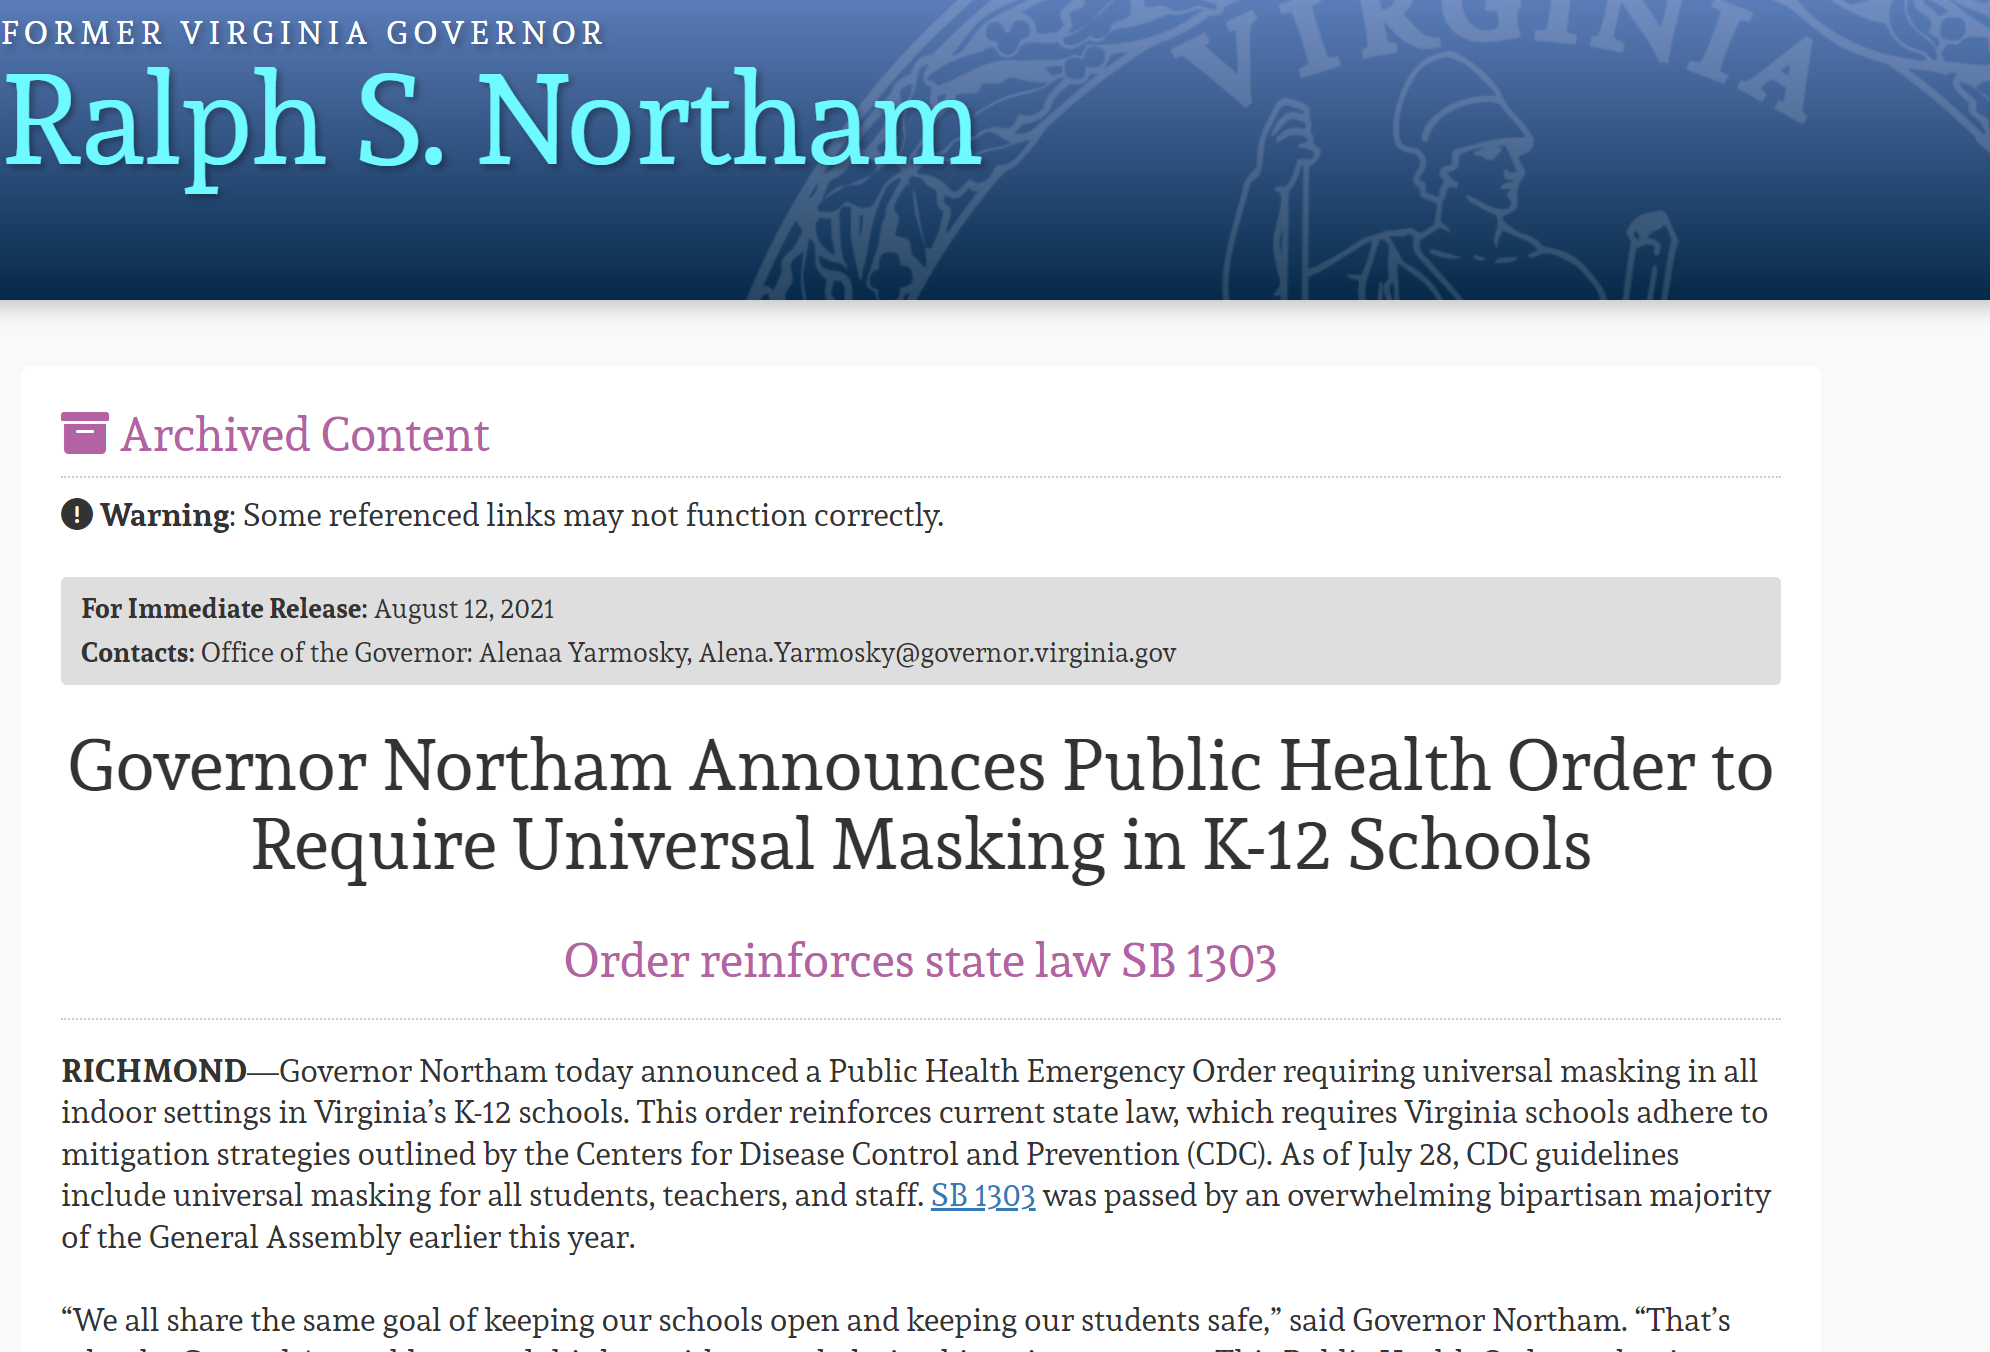 FORMER VIRGINIA GOVERNOR
Ralph S. Northam
VIRGINIA
Archived Content
Warning: Some referenced links may not function correctly.
For Immediate Release: August 12, 2021
Contacts: Office of the Governor: Alenaa Yarmosky, Alena.Yarmosky@governor.virginia.gov
Governor Northam Announces Public Health Order to
Require Universal Masking in K-12 Schools
Order reinforces state law SB 1303
RICHMOND—Governor Northam today announced a Public Health Emergency Order requiring universal masking in all
indoor settings in Virginia’s K-12 schools. This order reinforces current state law, which requires Virginia schools adhere to
mitigation strategies outlined by the Centers for Disease Control and Prevention (CDC). As of July 28, CDC guidelines
include universal masking for all students, teachers, and staff. SB 1303 was passed by an overwhelming bipartisan majority
of the General Assembly earlier this year.
“We all share the same goal of keeping our schools open and keeping our students safe,” said Governor Northam. “That’s